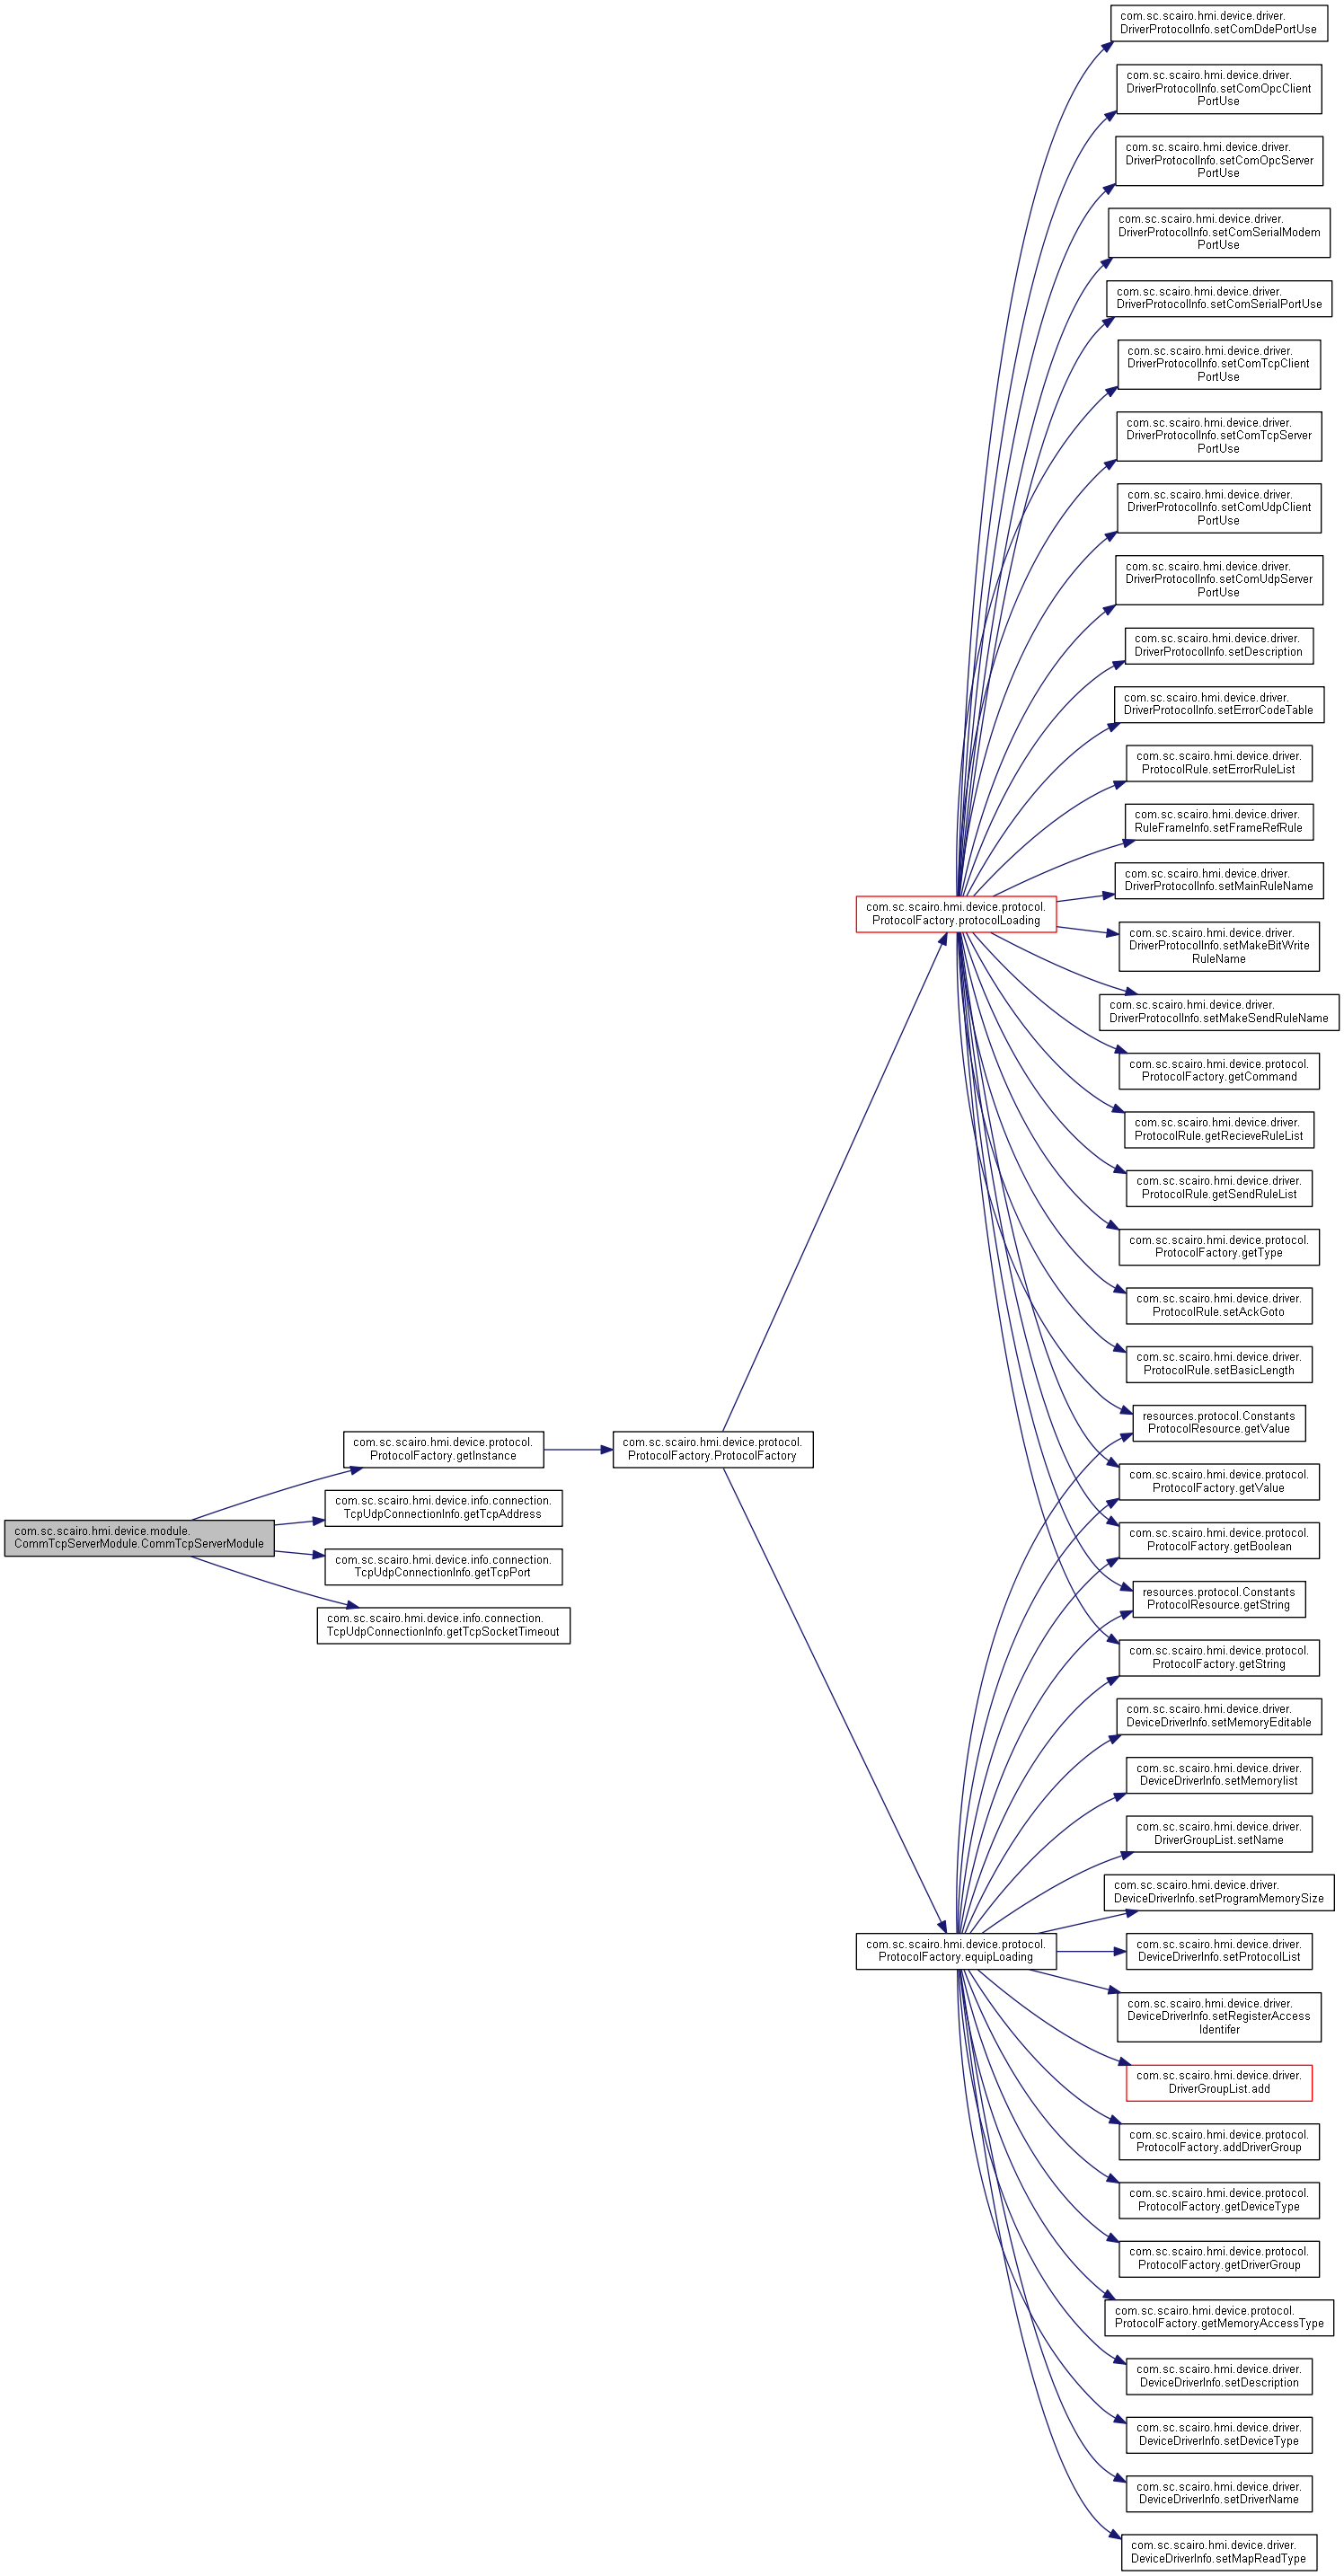 com.sc.scairo.hmi.device.module.
CommTcpServerModule.CommTcpServerModule
com.sc.scairo.hmi.device.protocol.
ProtocolFactory.getInstance
com.sc.scairo.hmi.device.info.connection.
TcpUdpConnectionInfo.getTcpAddress
com.sc.scairo.hmi.device.info.connection.
TcpUdpConnectionInfo.getTcpPort
com.sc.scairo.hmi.device.info.connection.
TcpUdpConnectionInfo.getTcpSocketTimeout
com.sc.scairo.hmi.device.protocol.
ProtocolFactory.ProtocolFactory
com.sc.scairo.hmi.device.protocol.
ProtocolFactory.protocolLoading
com.sc.scairo.hmi.device.protocol.
ProtocolFactory.equipLoading
com.sc.scairo.hmi.device.driver.
DriverProtocolInfo.setComDdePortUse
com.sc.scairo.hmi.device.driver.
DriverProtocolInfo.setComOpcClient
PortUse
com.sc.scairo.hmi.device.driver.
DriverProtocolInfo.setComOpcServer
PortUse
com.sc.scairo.hmi.device.driver.
DriverProtocolInfo.setComSerialModem
PortUse
com.sc.scairo.hmi.device.driver.
DriverProtocolInfo.setComSerialPortUse
com.sc.scairo.hmi.device.driver.
DriverProtocolInfo.setComTcpClient
PortUse
com.sc.scairo.hmi.device.driver.
DriverProtocolInfo.setComTcpServer
PortUse
com.sc.scairo.hmi.device.driver.
DriverProtocolInfo.setComUdpClient
PortUse
com.sc.scairo.hmi.device.driver.
DriverProtocolInfo.setComUdpServer
PortUse
com.sc.scairo.hmi.device.driver.
DriverProtocolInfo.setDescription
com.sc.scairo.hmi.device.driver.
DriverProtocolInfo.setErrorCodeTable
com.sc.scairo.hmi.device.driver.
ProtocolRule.setErrorRuleList
com.sc.scairo.hmi.device.driver.
RuleFrameInfo.setFrameRefRule
com.sc.scairo.hmi.device.driver.
DriverProtocolInfo.setMainRuleName
com.sc.scairo.hmi.device.driver.
DriverProtocolInfo.setMakeBitWrite
RuleName
com.sc.scairo.hmi.device.driver.
DriverProtocolInfo.setMakeSendRuleName
com.sc.scairo.hmi.device.protocol.
ProtocolFactory.getCommand
com.sc.scairo.hmi.device.driver.
ProtocolRule.getRecieveRuleList
com.sc.scairo.hmi.device.driver.
ProtocolRule.getSendRuleList
com.sc.scairo.hmi.device.protocol.
ProtocolFactory.getType
com.sc.scairo.hmi.device.driver.
ProtocolRule.setAckGoto
com.sc.scairo.hmi.device.driver.
ProtocolRule.setBasicLength
resources.protocol.Constants
ProtocolResource.getValue
com.sc.scairo.hmi.device.protocol.
ProtocolFactory.getValue
com.sc.scairo.hmi.device.protocol.
ProtocolFactory.getBoolean
resources.protocol.Constants
ProtocolResource.getString
com.sc.scairo.hmi.device.protocol.
ProtocolFactory.getString
com.sc.scairo.hmi.device.driver.
DeviceDriverInfo.setMemoryEditable
com.sc.scairo.hmi.device.driver.
DeviceDriverInfo.setMemorylist
com.sc.scairo.hmi.device.driver.
DriverGroupList.setName
com.sc.scairo.hmi.device.driver.
DeviceDriverInfo.setProgramMemorySize
com.sc.scairo.hmi.device.driver.
DeviceDriverInfo.setProtocolList
com.sc.scairo.hmi.device.driver.
DeviceDriverInfo.setRegisterAccess
Identifer
com.sc.scairo.hmi.device.driver.
DriverGroupList.add
com.sc.scairo.hmi.device.protocol.
ProtocolFactory.addDriverGroup
com.sc.scairo.hmi.device.protocol.
ProtocolFactory.getDeviceType
com.sc.scairo.hmi.device.protocol.
ProtocolFactory.getDriverGroup
com.sc.scairo.hmi.device.protocol.
ProtocolFactory.getMemoryAccessType
com.sc.scairo.hmi.device.driver.
DeviceDriverInfo.setDescription
com.sc.scairo.hmi.device.driver.
DeviceDriverInfo.setDeviceType
com.sc.scairo.hmi.device.driver.
DeviceDriverInfo.setDriverName
com.sc.scairo.hmi.device.driver.
DeviceDriverInfo.setMapReadType